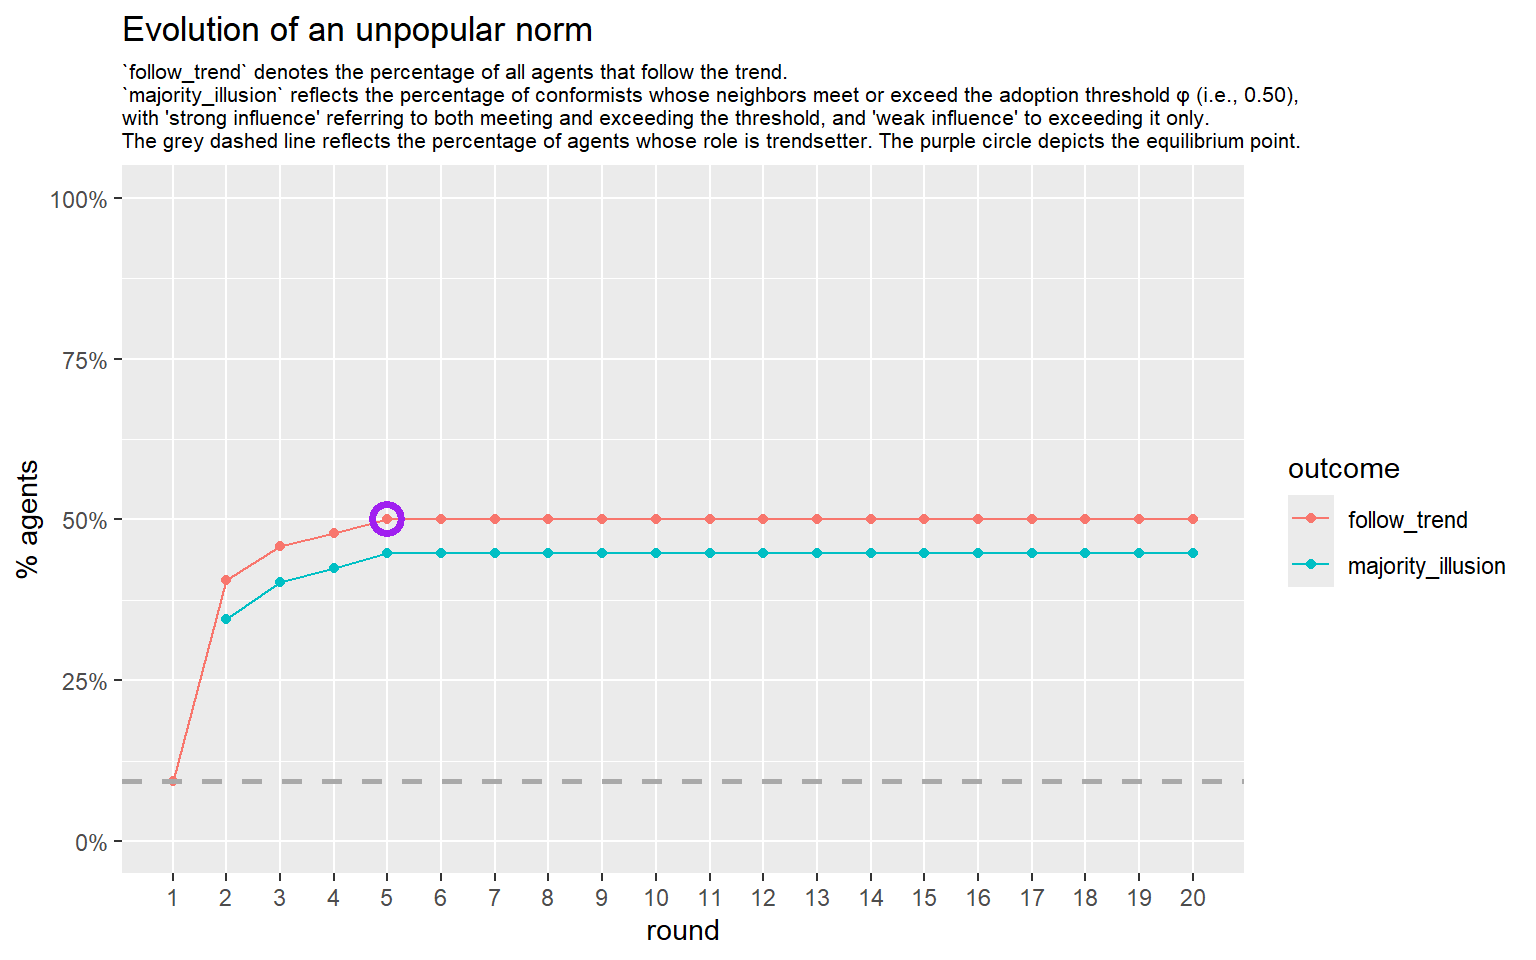 Evolution of an unpopular norm
`follow_trend` denotes the percentage of all agents that follow the trend.
`majority_illusion` reflects the percentage of conformists whose neighbors meet or exceed the adoption threshold φ (i.e., 0.50),
with 'strong influence' referring to both meeting and exceeding the threshold, and 'weak influence' to exceeding it only.
The grey dashed line reflects the percentage of agents whose role is trendsetter. The purple circle depicts the equilibrium point.
100%
75%
50%
25%
0%
% agents
1 2 3 4 5 6 7 8 9 10 11 12 13 14 15 16 17 18 19 20
round
outcome
follow_trend
majority_illusion